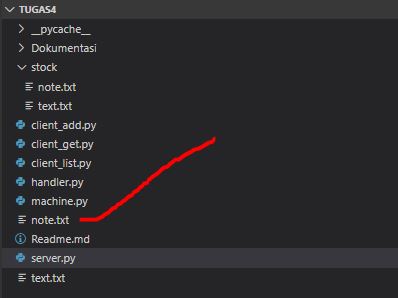 TUGAS4
__pycache__
Dokumentasi
stock
note.txt
text.txt
client_add.py
client_get.py
client_list.py
handler.py
machine.py
note.txt
Readme.md
server.py
text.txt